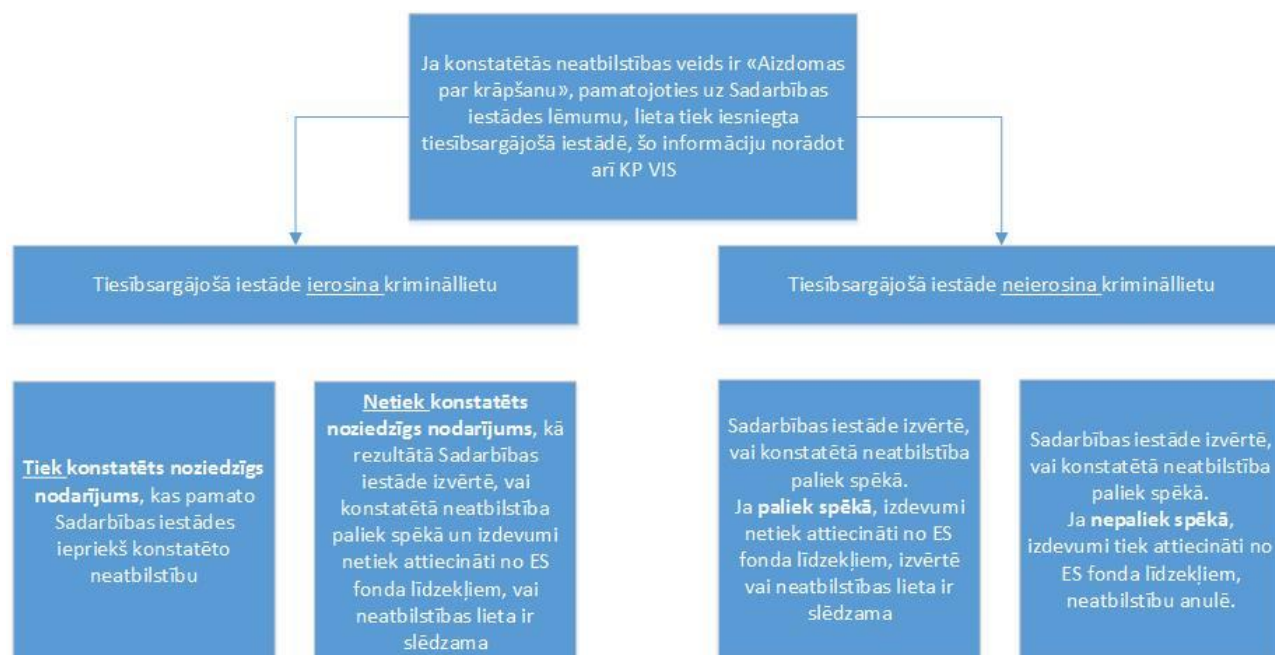 Ja konstatētās neatbilstības veids ir «Aizdomas
par krāpšanu», pamatojoties uz Sadarbības
iestādes lēmumu, lieta tiek iesniegta
tiesībsargājošā iestādē, šo informāciju norādot
arī KP VIS
Tiesībsargājošā iestāde ierosina krimināllietu
Tiesībsargājošā iestāde neierosina krimināllietu
Tiek konstatēts noziedzīgs
nodarījums, kas pamato
Sadarbības iestādes
iepriekš konstatēto
neatbilstību
Netiek konstatēts
noziedzīgs nodarījums, kā
rezultātā Sadarbības
iestāde izvērtē, vai
konstatētā neatbilstība
paliek spēkā un izdevumi
netiek attiecināti no ES
fonda līdzekļiem, vai
neatbilstības lieta ir
slēdzama
Sadarbības iestāde izvērtē,
vai konstatētā neatbilstība
paliek spēkā.
Ja paliek spēkā, izdevumi
netiek attiecināti no ES
fonda līdzekļiem, izvērtē
vai neatbilstības lieta ir
slēdzama
Sadarbības iestāde izvērtē,
vai konstatētā neatbilstība
paliek spēkā.
Ja nepaliek spēkā,
izdevumi tiek attiecināti no
ES fonda līdzekļiem,
neatbilstību anulē.